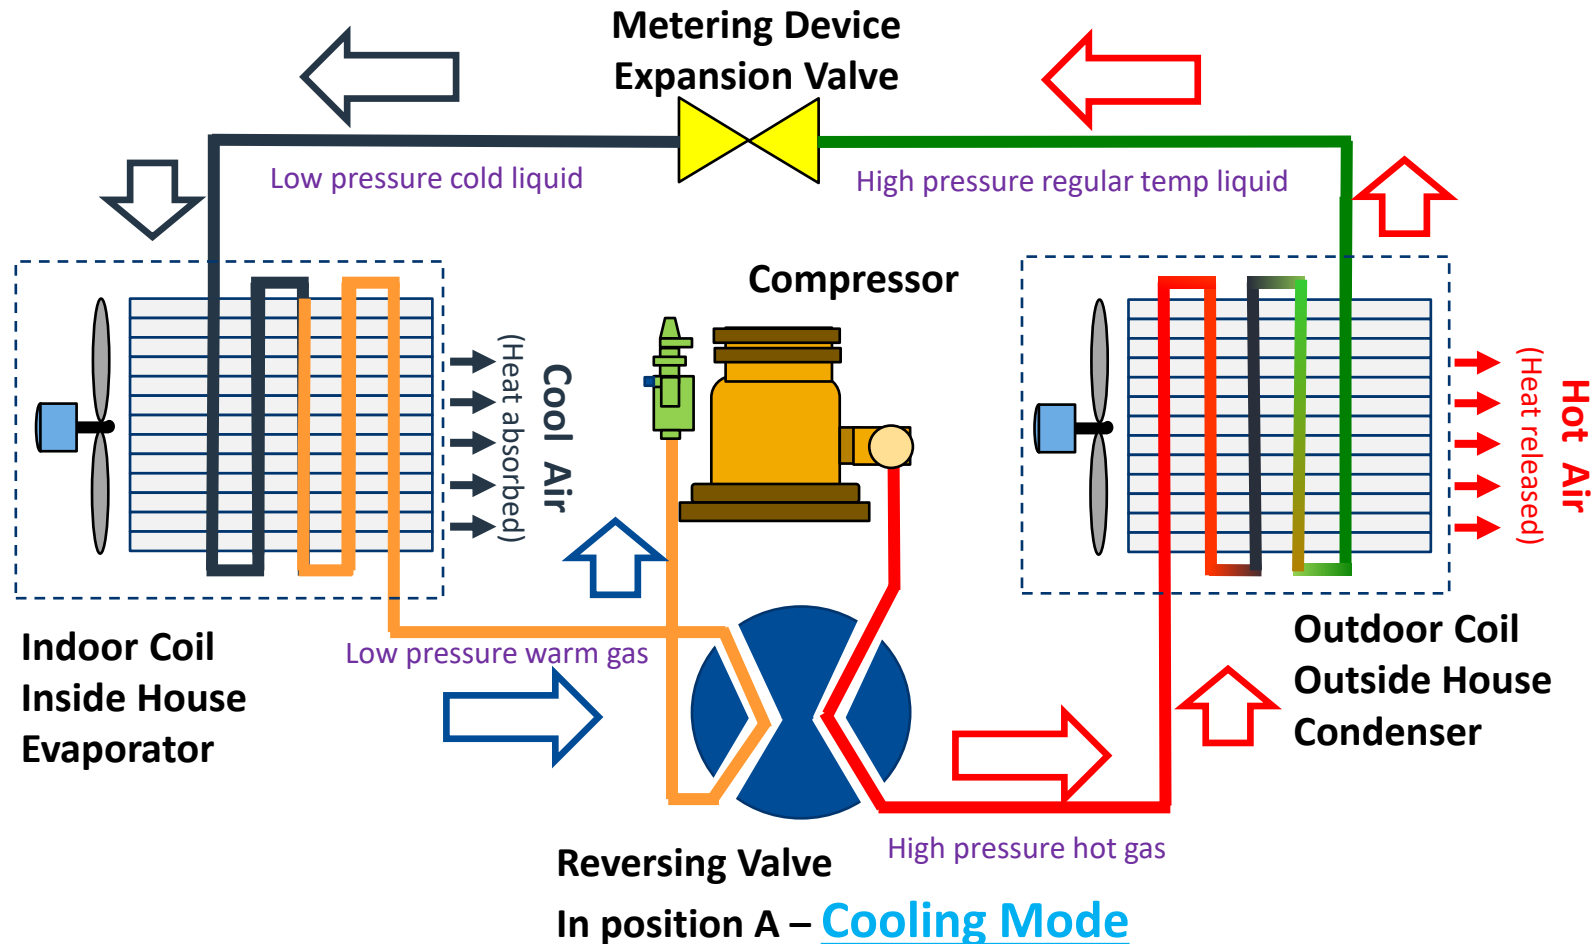 Metering Device
Expansion Valve
Low pressure cold liquid
High pressure regular temp liquid
Compressor
Cool Air
(Heat absorbed)
Hot Air
(Heat released)
Indoor Coil
Inside House
Evaporator
Low pressure warm gas
Outdoor Coil
Outside House
Condenser
High pressure hot gas
Reversing Valve
In position A – Cooling Mode